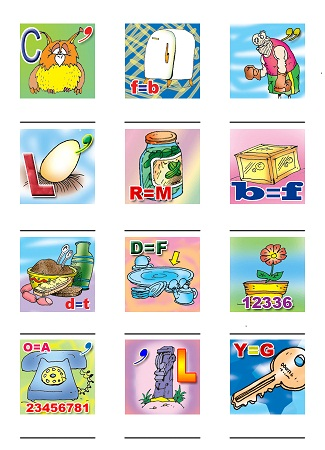 C ,
f=b
,,
L ,
R=M
b=f
d=t
D=F
12336
O=A
23456781
, L
Y=G